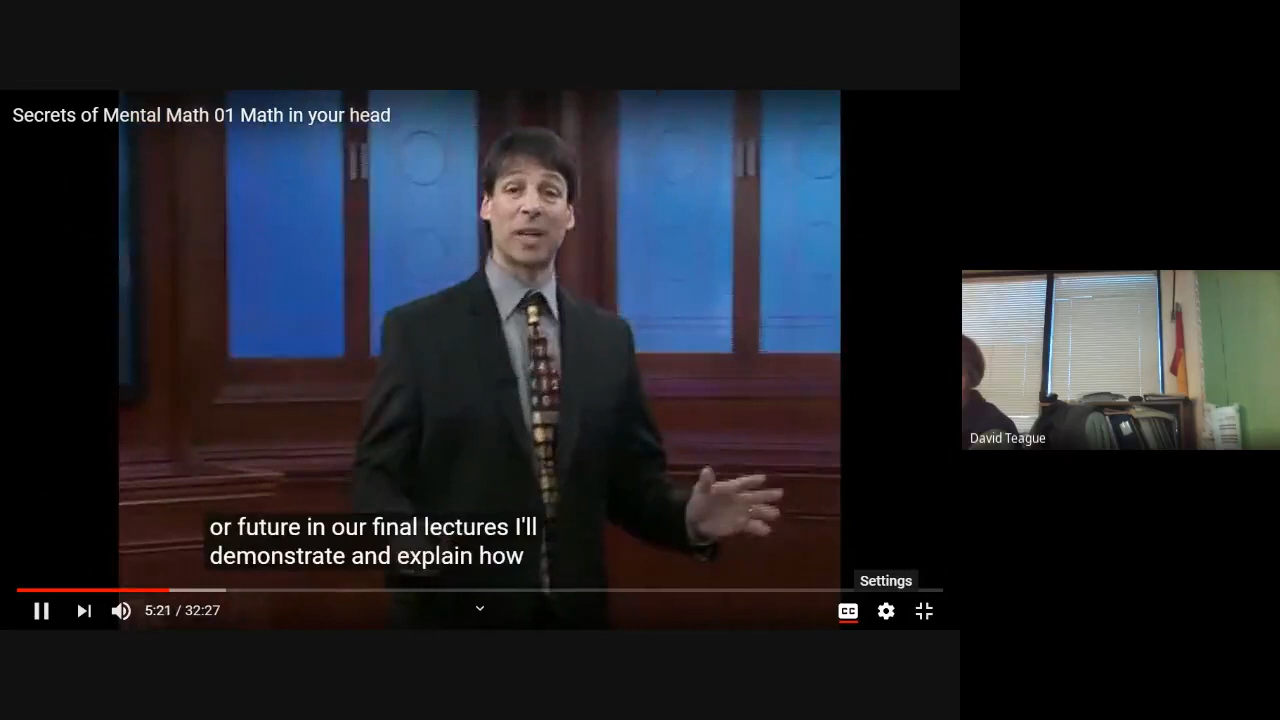 Secrets of Mental Math 01 Math in your head
or future in our final lectures I'll
demonstrate and explain how
Settings
5:21 / 32:27
CC
David Teague